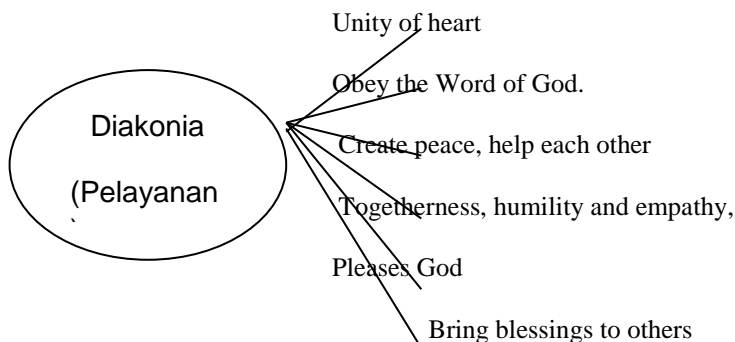 Unity of heart
Obey the Word of God.
Diakonia
Create peace, help each other
(Pelayanan
Togetherness, humility and empathy,
Pleases God
Bring blessings to others